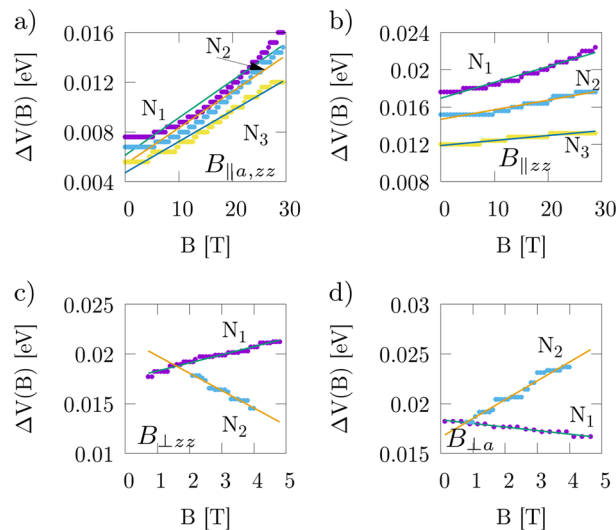 a)
ΔV(B) [eV]
0.016
0.012
0.008
0.004
N₂
N₁
N₃
B∥a,zz
0 10 20 30
B [T]
b)
ΔV(B) [eV]
0.024
0.02
0.016
0.012
0.008
N₁
N₂
N₃
B∥zz
0 10 20 30
B [T]
c)
ΔV(B) [eV]
0.025
0.02
0.015
0.01
N₁
N₂
B⊥zz
0 1 2 3 4 5
B [T]
d)
ΔV(B) [eV]
0.03
0.025
0.02
0.015
N₂
N₁
B⊥a
0 1 2 3 4 5
B [T]